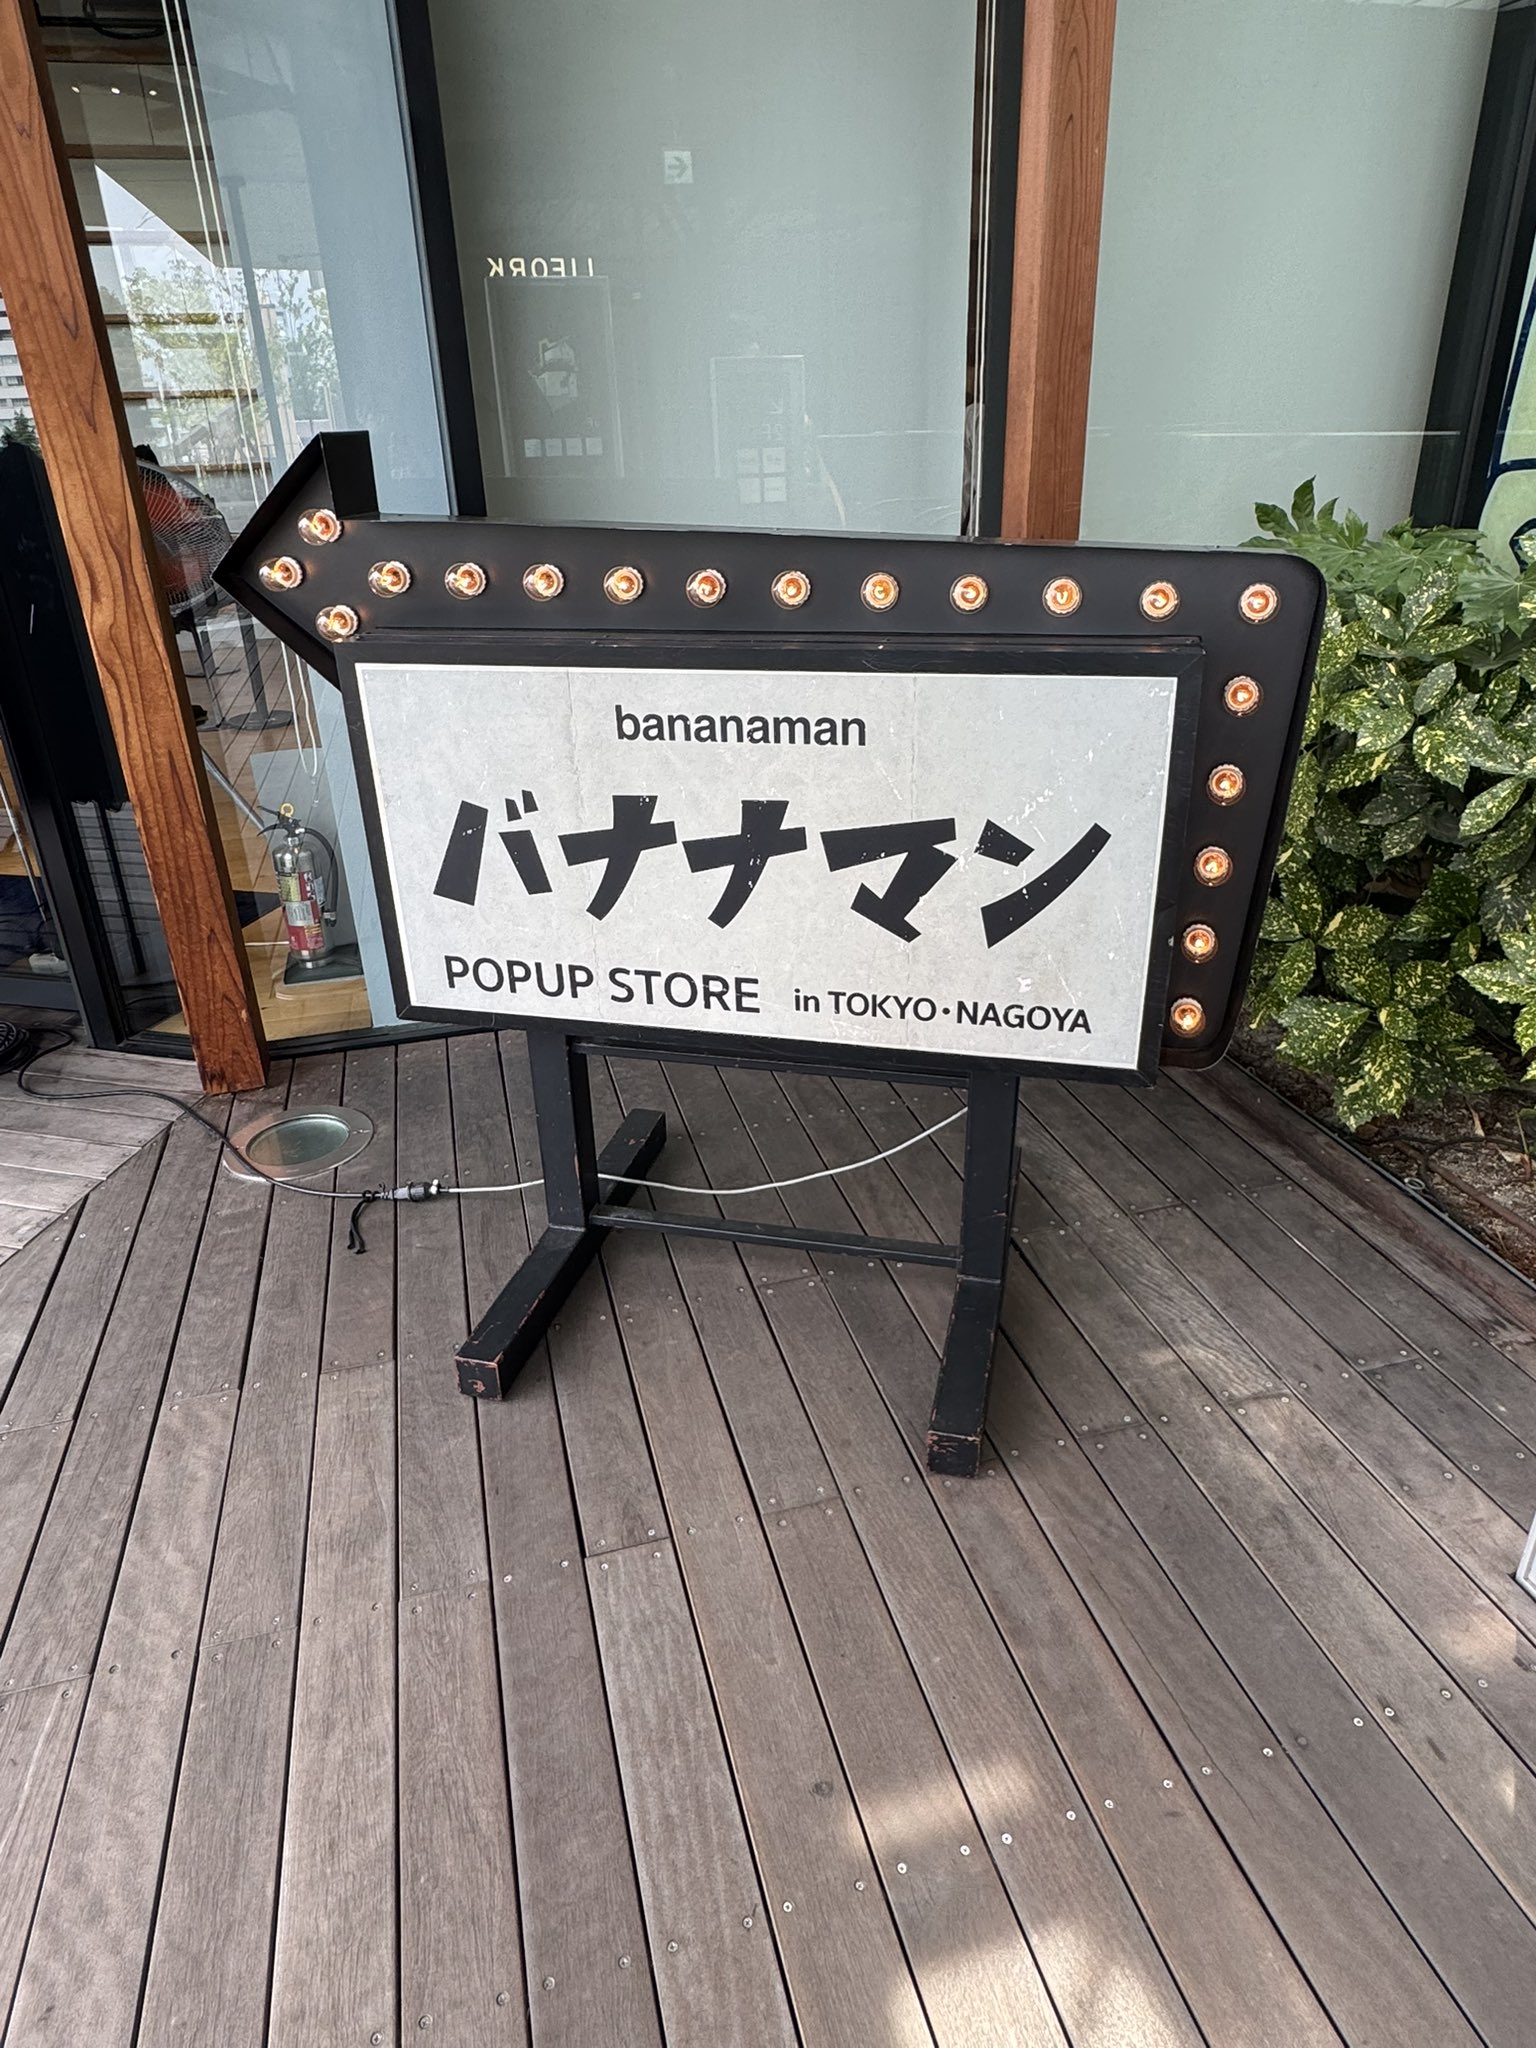 bananaman
バナナマン
POPUP STORE in TOKYO・NAGOYA